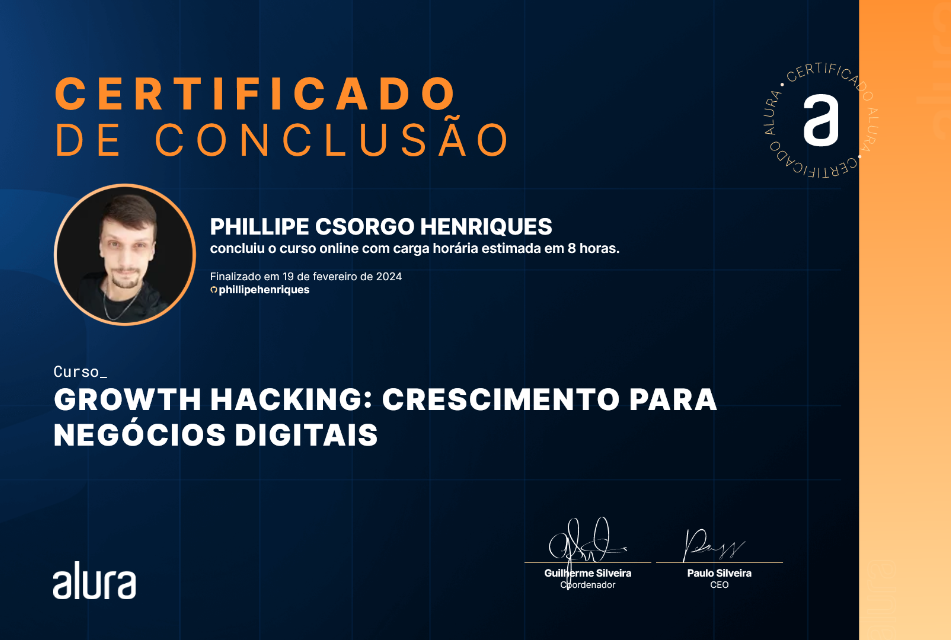 CERTIFICADO
DE CONCLUSÃO
CERTIFICADO ALURA • CERTIFICADO ALURA •
a
PHILLIPE CSORGO HENRIQUES
concluiu o curso online com carga horária estimada em 8 horas.
Finalizado em 19 de fevereiro de 2024
phillipehenriques
Curso_
GROWTH HACKING: CRESCIMENTO PARA
NEGÓCIOS DIGITAIS
alura
Guilherme Silveira
Coordenador
Paulo Silveira
CEO